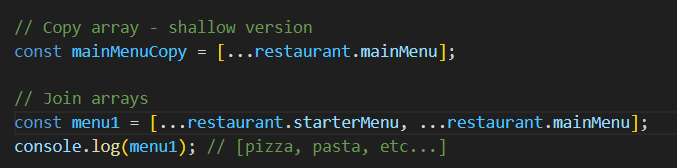 // Copy array - shallow version
const mainMenuCopy = [...restaurant.mainMenu];
// Join arrays
const menu1 = [...restaurant.starterMenu, ...restaurant.mainMenu];
console.log(menu1); // [pizza, pasta, etc...]